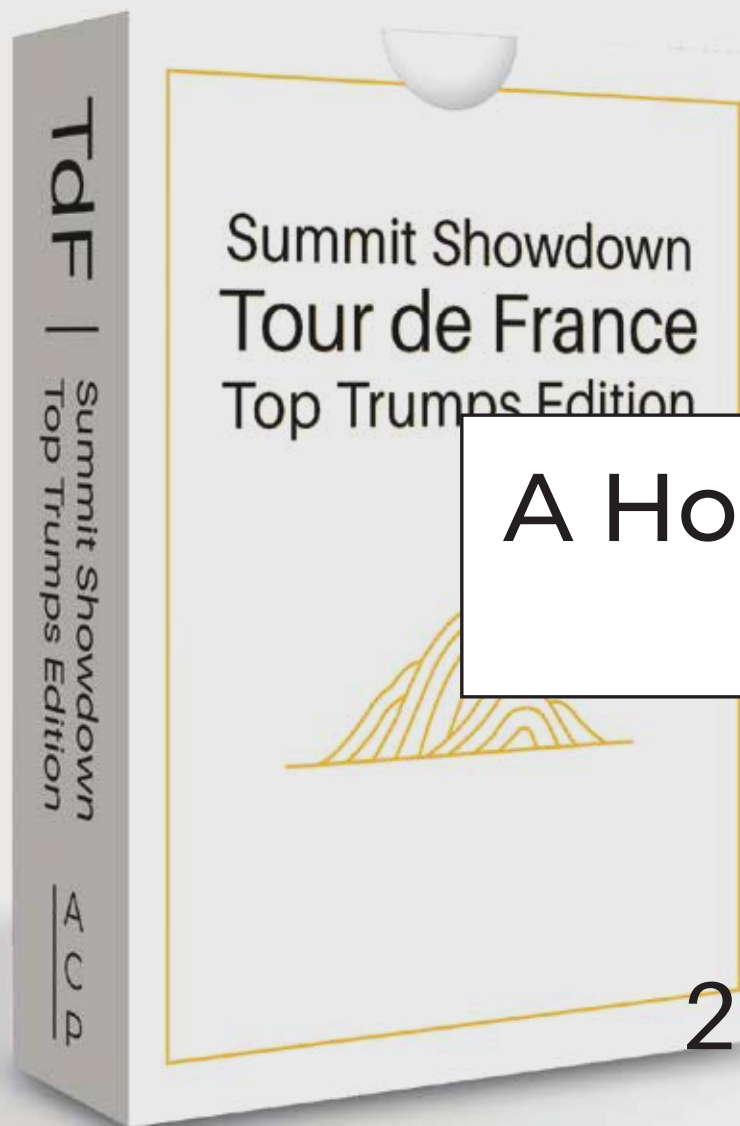 TdF | Summit Showdown
Top Trumps Edition
A C P
Summit Showdown
Tour de France
Top Trumps Edition
A Ho
2